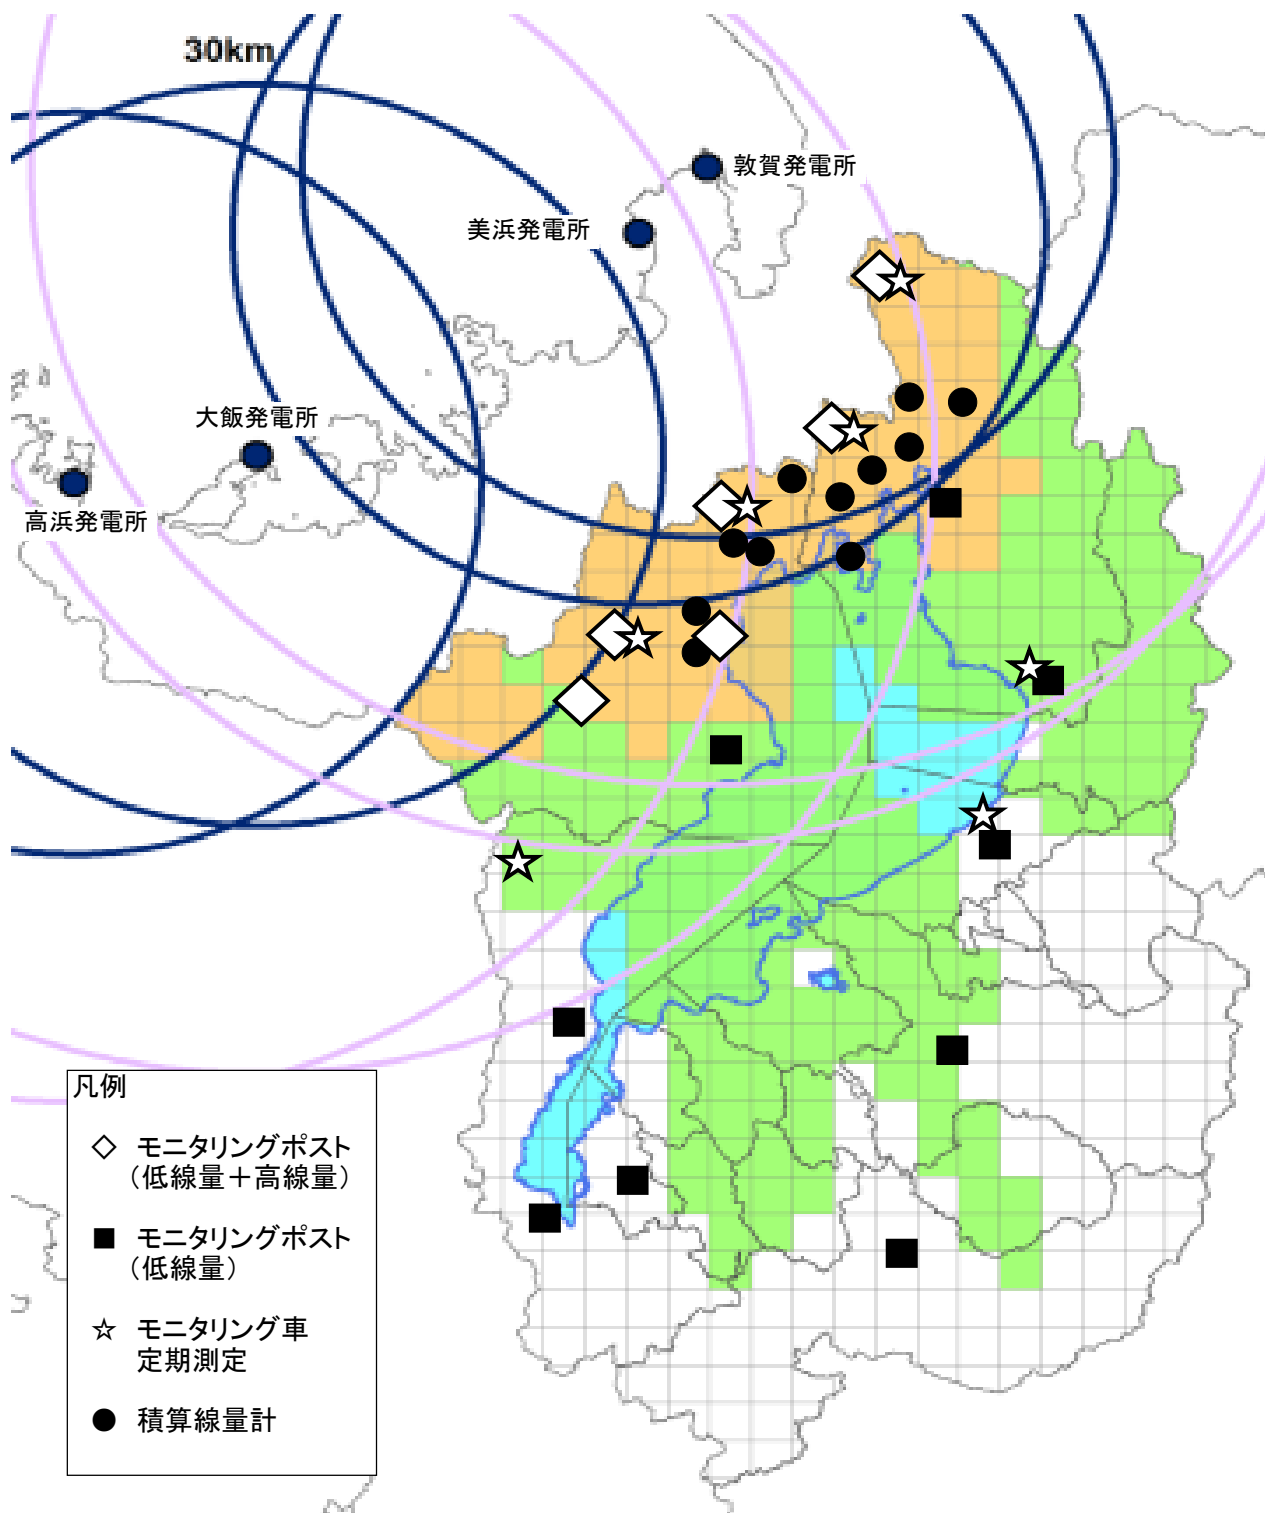 30km
敦賀発電所
美浜発電所
大飯発電所
高浜発電所
凡例
モニタリングポスト
（低線量＋高線量）
モニタリングポスト
（低線量）
モニタリング車
定期測定
積算線量計